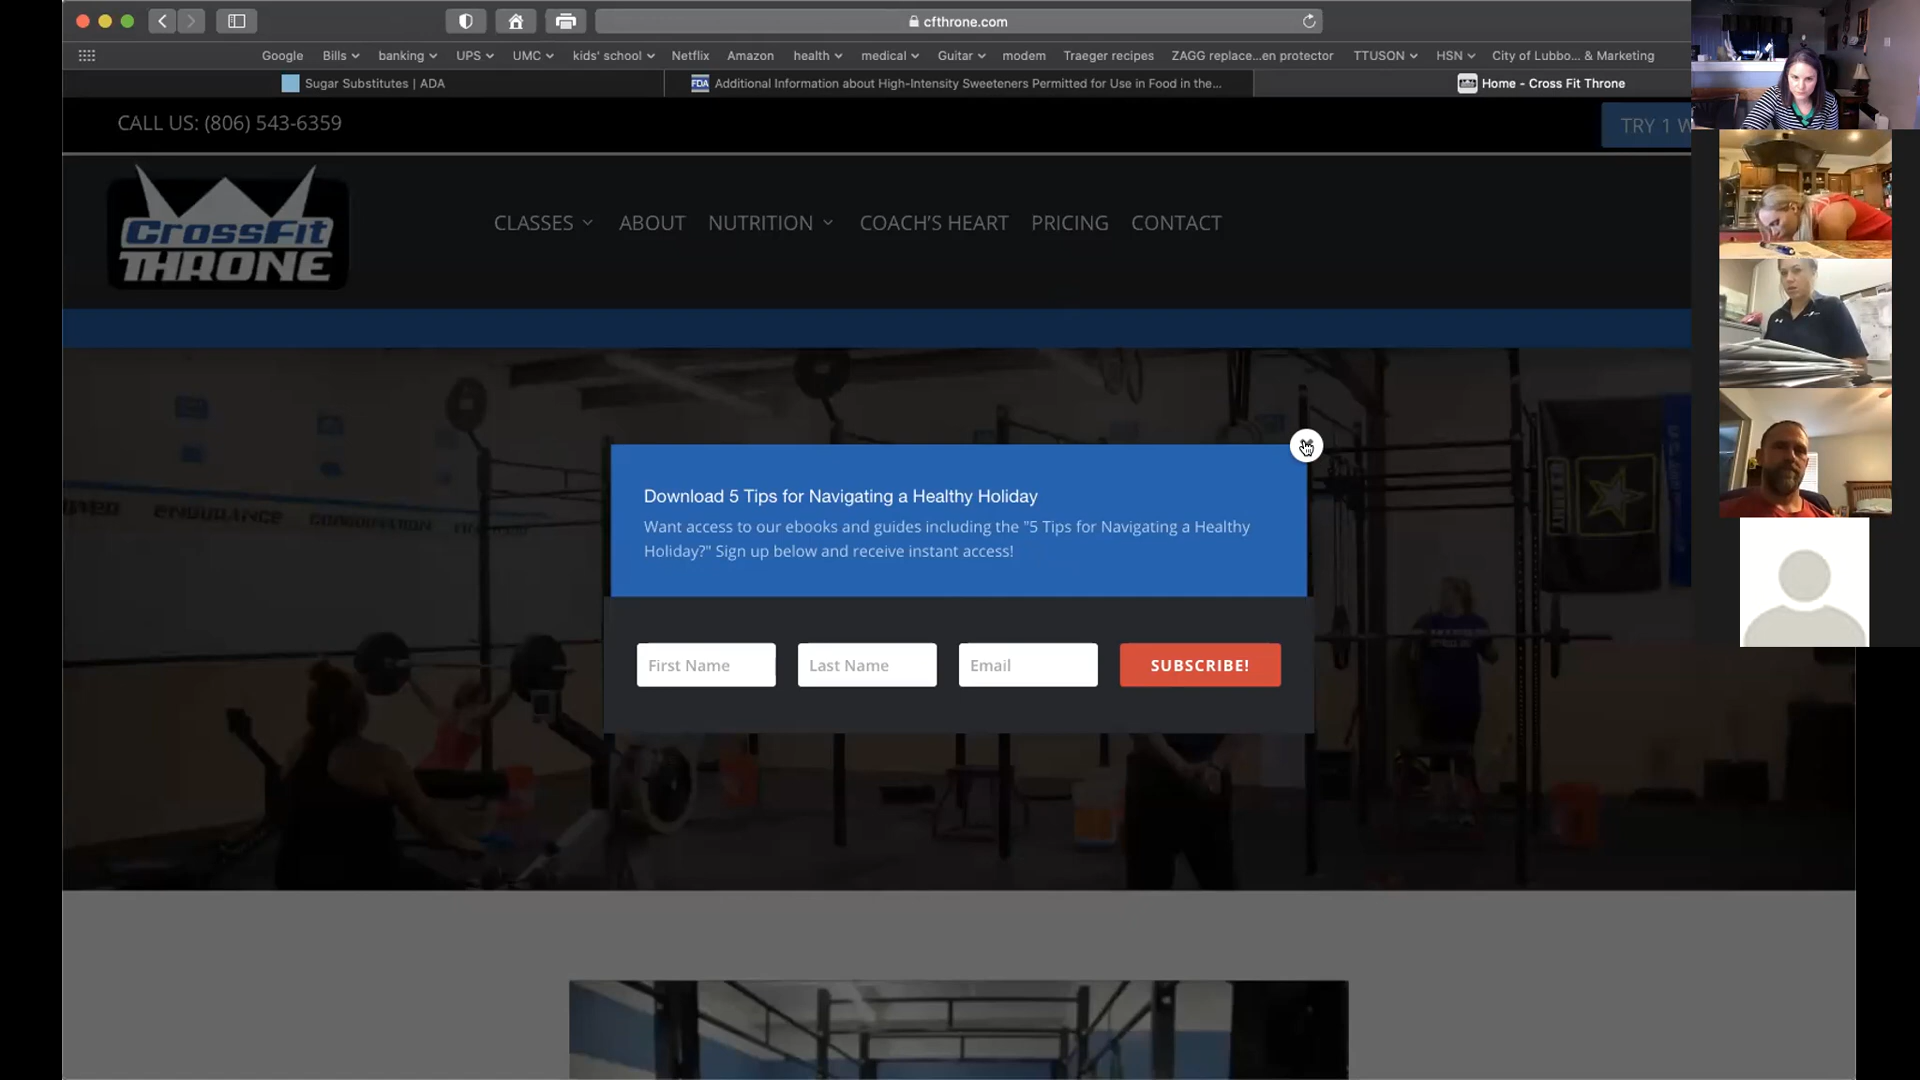 cfthrone.com
Google Bills banking UPS UMC kids' school Netflix Amazon health medical Guitar modem Traeger recipes ZAGG replace...en protector TTUSON HSN City of Lubbo... & Marketing
Sugar Substitutes | ADA
FDA Additional Information about High-Intensity Sweeteners Permitted for Use in Food in the...
Home - Cross Fit Throne
CALL US: (806) 543-6359
TRY 1 W
CrossFit
THRONE
CLASSES ABOUT NUTRITION COACH'S HEART PRICING CONTACT
ENDURANCE
Download 5 Tips for Navigating a Healthy Holiday
Want access to our ebooks and guides including the "5 Tips for Navigating a Healthy
Holiday?" Sign up below and receive instant access!
First Name
Last Name
Email
SUBSCRIBE!